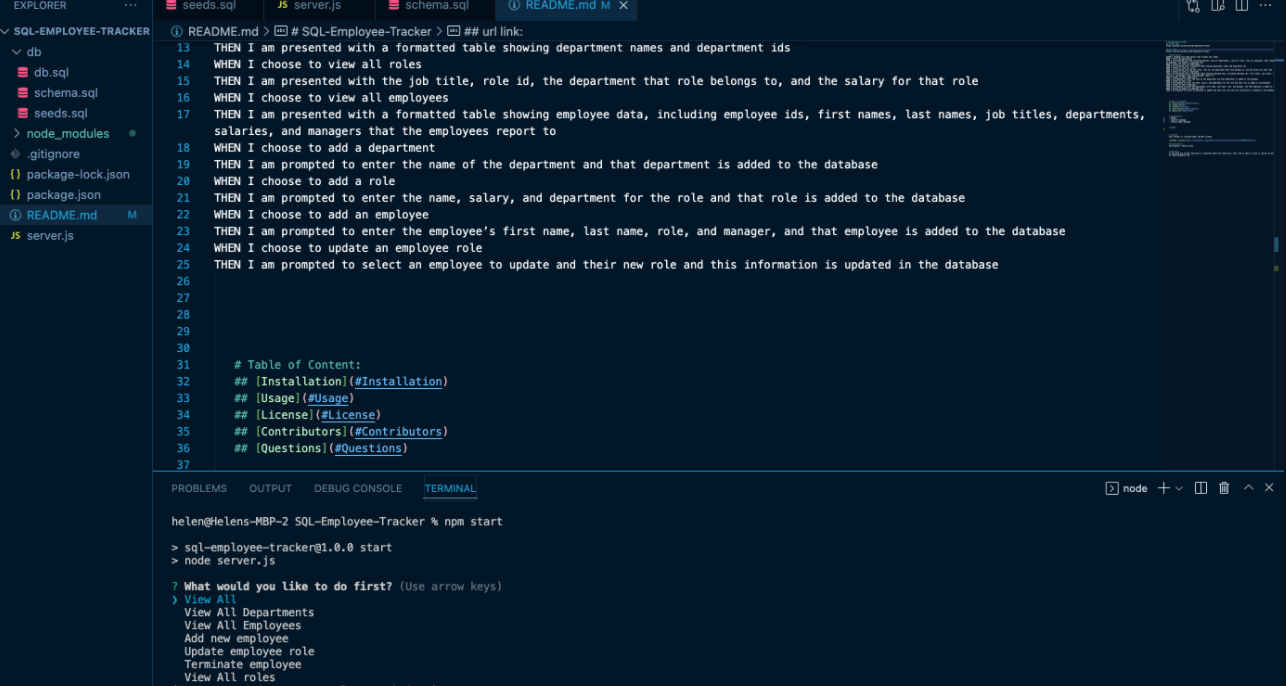 EXPLORER
seeds.sql
JS server.js
schema.sql
README.md M
SQL-EMPLOYEE-TRACKER
README.md > # SQL-Employee-Tracker > ## url link:
db
db.sql
schema.sql
seeds.sql
node_modules
.gitignore
{} package-lock.json
{} package.json
README.md M
JS server.js
13 THEN I am presented with a formatted table showing department names and department ids
14 WHEN I choose to view all roles
15 THEN I am presented with the job title, role id, the department that role belongs to, and the salary for that role
16 WHEN I choose to view all employees
17 THEN I am presented with a formatted table showing employee data, including employee ids, first names, last names, job titles, departments,
salaries, and managers that the employees report to
18 WHEN I choose to add a department
19 THEN I am prompted to enter the name of the department and that department is added to the database
20 WHEN I choose to add a role
21 THEN I am prompted to enter the name, salary, and department for the role and that role is added to the database
22 WHEN I choose to add an employee
23 THEN I am prompted to enter the employee’s first name, last name, role, and manager, and that employee is added to the database
24 WHEN I choose to update an employee role
25 THEN I am prompted to select an employee to update and their new role and this information is updated in the database
26
27
28
29
30
31 # Table of Content:
32 ## [Installation](#Installation)
33 ## [Usage](#Usage)
34 ## [License](#License)
35 ## [Contributors](#Contributors)
36 ## [Questions](#Questions)
37
PROBLEMS OUTPUT DEBUG CONSOLE TERMINAL
node
helen@Helens-MBP-2 SQL-Employee-Tracker % npm start
> sql-employee-tracker@1.0.0 start
> node server.js
? What would you like to do first? (Use arrow keys)
❯ View All
View All Departments
View All Employees
Add new employee
Update employee role
Terminate employee
View All roles